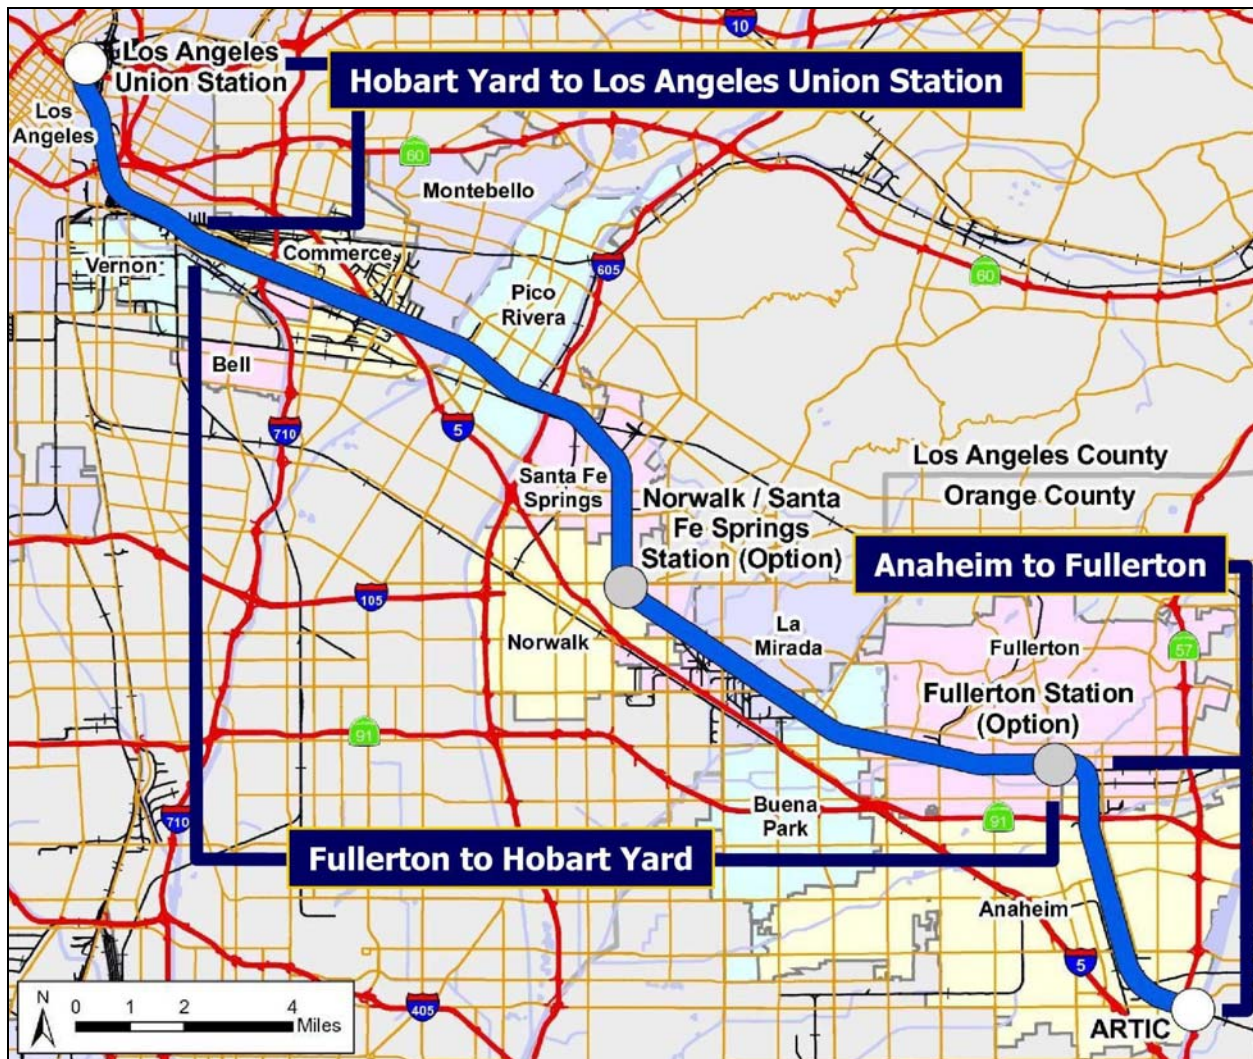 10
Los Angeles
Union Station
Hobart Yard to Los Angeles Union Station
Los
Angeles
60
Montebello
Vernon
Commerce
605
60
Pico
Rivera
Bell
710
5
Los Angeles County
Orange County
Santa Fe
Springs
Norwalk / Santa
Fe Springs
Station (Option)
Anaheim to Fullerton
105
Norwalk
La
Mirada
Fullerton
57
Fullerton Station
(Option)
91
710
Buena
Park
91
Fullerton to Hobart Yard
Anaheim
5
N
0 1 2 4
Miles
405
ARTIC